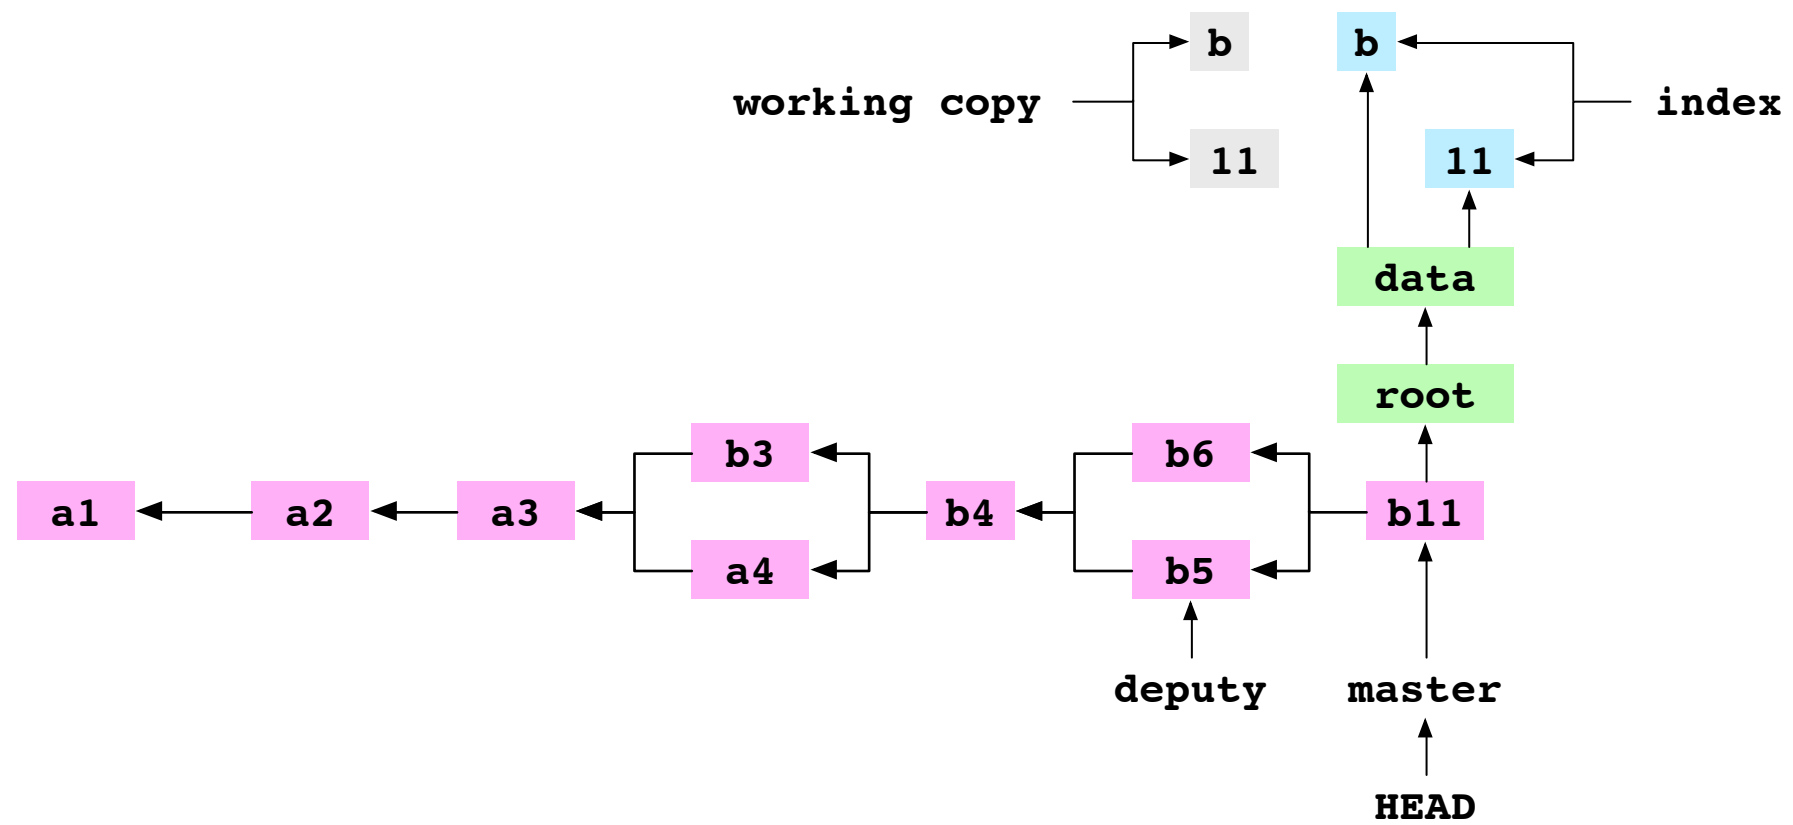 b b
working copy index
11 11
data
root
b3 b6
a1 a2 a3 b4 b11
a4 b5
deputy master
HEAD